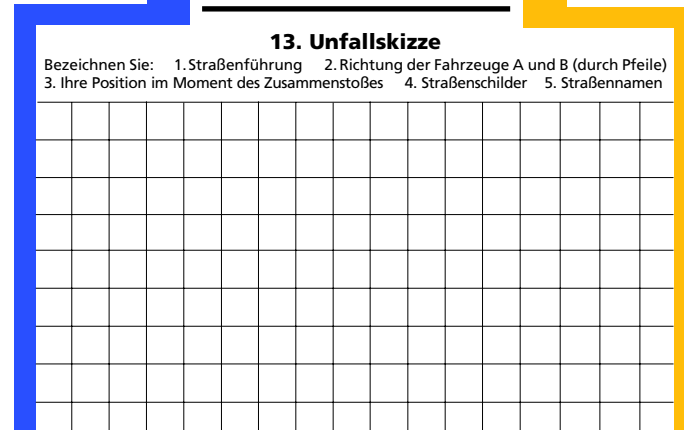 13. Unfallskizze
Bezeichnen Sie: 1. Straßenführung 2. Richtung der Fahrzeuge A und B (durch Pfeile)
3. Ihre Position im Moment des Zusammenstoßes 4. Straßenschilder 5. Straßennamen